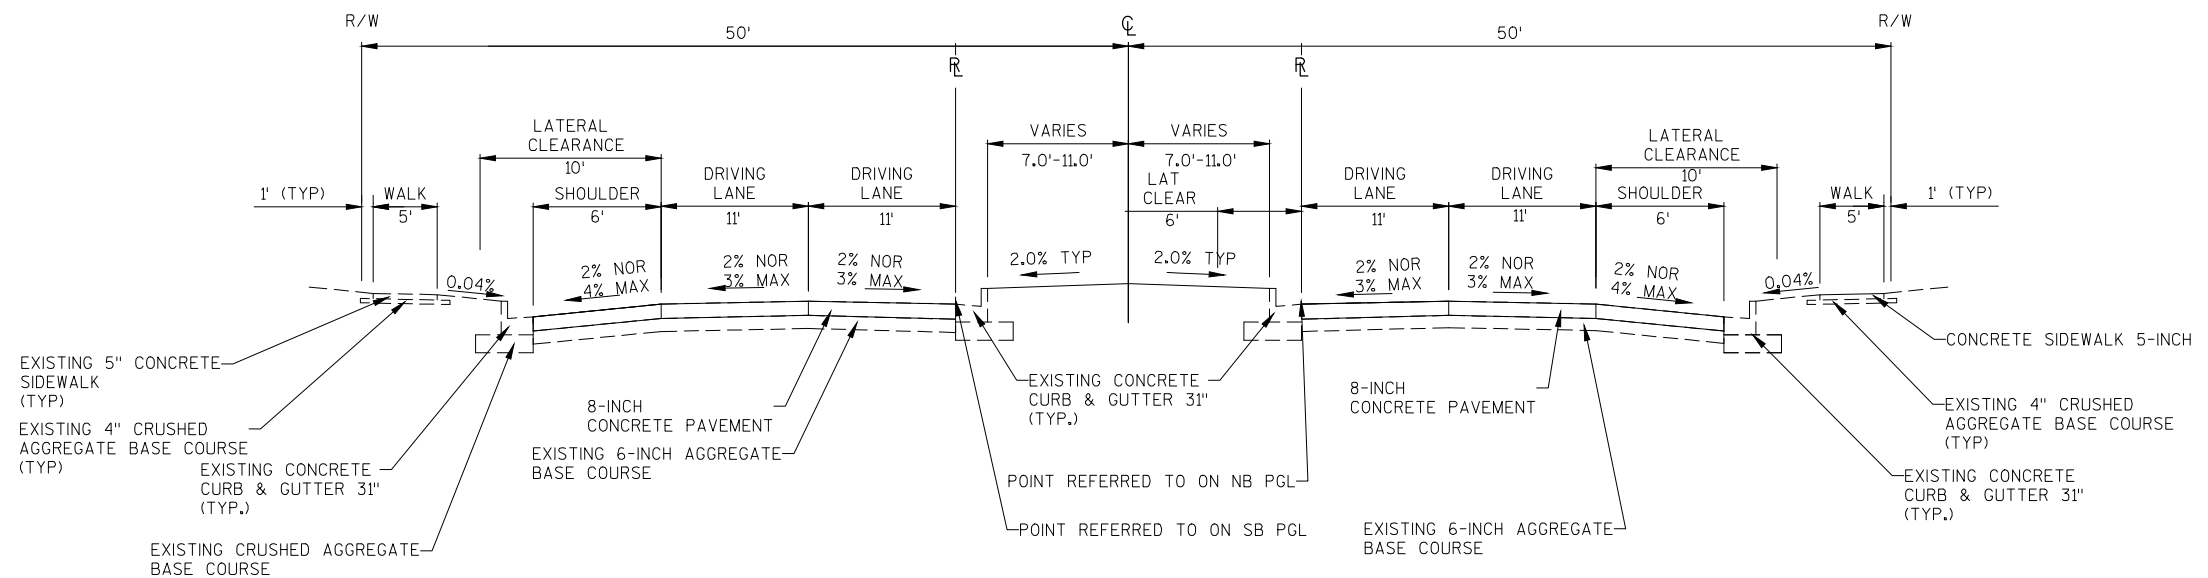 R/W
50'
℄
50'
R/W
RL
RL
LATERAL
CLEARANCE
10'
VARIES
7.0'-11.0'
VARIES
7.0'-11.0'
LATERAL
CLEARANCE
10'
1' (TYP)
WALK
5'
SHOULDER
6'
DRIVING
LANE
11'
DRIVING
LANE
11'
LAT
CLEAR
6'
DRIVING
LANE
11'
DRIVING
LANE
11'
SHOULDER
6'
WALK
5'
1' (TYP)
0.04%
2% NOR
4% MAX
2% NOR
3% MAX
2% NOR
3% MAX
2.0% TYP
2.0% TYP
2% NOR
3% MAX
2% NOR
3% MAX
2% NOR
4% MAX
0.04%
EXISTING 5" CONCRETE
SIDEWALK
(TYP)
EXISTING 4" CRUSHED
AGGREGATE BASE COURSE
(TYP)
EXISTING CONCRETE
CURB & GUTTER 31"
(TYP.)
EXISTING CRUSHED AGGREGATE
BASE COURSE
8-INCH
CONCRETE PAVEMENT
EXISTING 6-INCH AGGREGATE
BASE COURSE
EXISTING CONCRETE
CURB & GUTTER 31"
(TYP.)
POINT REFERRED TO ON NB PGL
POINT REFERRED TO ON SB PGL
8-INCH
CONCRETE PAVEMENT
EXISTING 6-INCH AGGREGATE
BASE COURSE
CONCRETE SIDEWALK 5-INCH
EXISTING 4" CRUSHED
AGGREGATE BASE COURSE
(TYP)
EXISTING CONCRETE
CURB & GUTTER 31"
(TYP.)